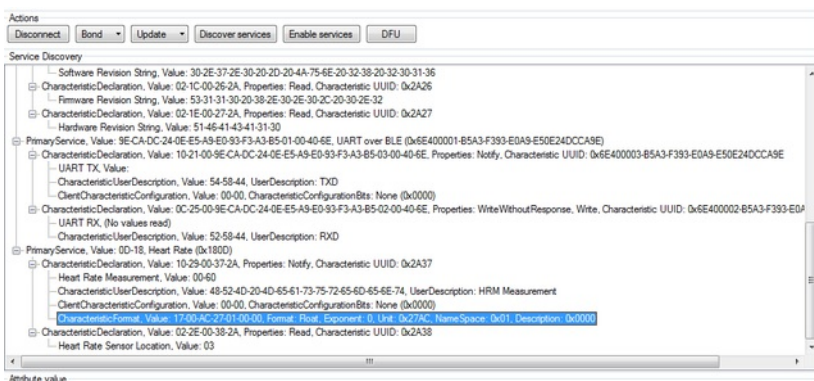 Actions
Disconnect Bond Update Discover services Enable services DFU
Service Discovery
Software Revision String, Value: 30-2E-37-2E-30-20-2D-20-4A-75-6E-20-32-38-20-32-30-31-36
CharacteristicDeclaration, Value: 02-1C-00-26-2A, Properties: Read, Characteristic UUID: 0x2A26
Firmware Revision String, Value: 53-31-31-30-20-38-2E-30-2E-30-2C-20-30-2E-32
CharacteristicDeclaration, Value: 02-1E-00-27-2A, Properties: Read, Characteristic UUID: 0x2A27
Hardware Revision String, Value: 51-46-41-43-41-31-30
PrimaryService, Value: 9E-CA-DC-24-0E-E5-A9-E0-93-F3-A3-B5-01-00-40-6E, UART over BLE (0x6E400001-B5A3-F393-E0A9-E50E24DCCA9E)
CharacteristicDeclaration, Value: 10-21-00-9E-CA-DC-24-0E-E5-A9-E0-93-F3-A3-B5-03-00-40-6E, Properties: Notify, Characteristic UUID: 0x6E400003-B5A3-F393-E0A9-E50E24DCCA9E
UART TX, Value:
CharacteristicUserDescription, Value: 54-58-44, UserDescription: TXD
ClientCharacteristicConfiguration, Value: 00-00, CharacteristicConfigurationBits: None (0x0000)
CharacteristicDeclaration, Value: 0C-25-00-9E-CA-DC-24-0E-E5-A9-E0-93-F3-A3-B5-02-00-40-6E, Properties: WriteWithoutResponse, Write, Characteristic UUID: 0x6E400002-B5A3-F393-E0A
UART RX, (No values read)
CharacteristicUserDescription, Value: 52-58-44, UserDescription: RXD
PrimaryService, Value: 0D-18, Heart Rate (0x180D)
CharacteristicDeclaration, Value: 10-29-00-37-2A, Properties: Notify, Characteristic UUID: 0x2A37
Heart Rate Measurement, Value: 00-60
CharacteristicUserDescription, Value: 48-52-4D-20-4D-65-61-73-75-72-65-6D-65-6E-74, UserDescription: HRM Measurement
ClientCharacteristicConfiguration, Value: 00-00, CharacteristicConfigurationBits: None (0x0000)
CharacteristicFormat, Value: 17-00-AC-27-01-00-00, Format: Float, Exponent: 0, Unit: 0x27AC, NameSpace: 0x01, Description: 0x0000
CharacteristicDeclaration, Value: 02-2E-00-38-2A, Properties: Read, Characteristic UUID: 0x2A38
Heart Rate Sensor Location, Value: 03
Attribute value